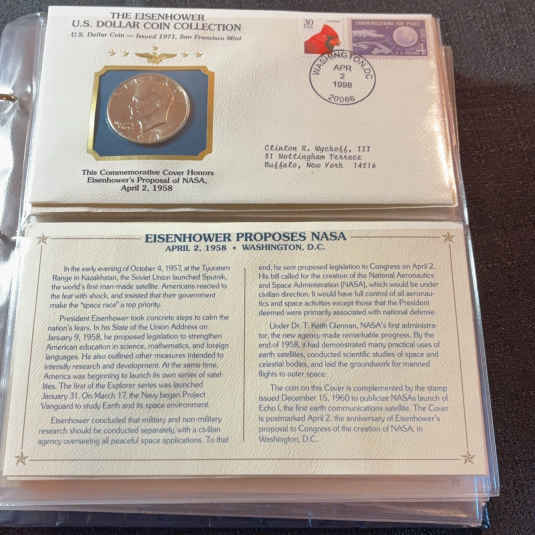 THE EISENHOWER
U.S. DOLLAR COIN COLLECTION
U.S. Dollar Coin — Issued 1971, San Francisco Mint
WASHINGTON, DC
APR
2
1998
20066
Clinton R. Wyckoff, III
81 Nottingham Terrace
Buffalo, New York 14216
This Commemorative Cover Honors
Eisenhower's Proposal of NASA,
April 2, 1958
EISENHOWER PROPOSES NASA
APRIL 2, 1958 • WASHINGTON, D.C.
In the early evening of October 4, 1957, at the Tyuratam
Range in Kazakhstan, the Soviet Union launched Sputnik,
the world's first man-made satellite. Americans reacted to
the feat with shock, and insisted that their government
make the "space race" a top priority.
President Eisenhower took concrete steps to calm the
nation's fears. In his State of the Union Address on
January 9, 1958, he proposed legislation to strengthen
American education in science, mathematics, and foreign
languages. He also outlined other measures intended to
intensify research and development. At the same time,
America was beginning to launch its own series of satel-
lites. The first of the Explorer series was launched
January 31. On March 17, the Navy began Project
Vanguard to study Earth and its space environment.
Eisenhower concluded that military and non-military
research should be conducted separately, with a civilian
agency overseeing all peaceful space applications. To that
end, he sent proposed legislation to Congress on April 2.
His bill called for the creation of the National Aeronautics
and Space Administration (NASA), which would be under
civilian direction. It would have full control of all aeronau-
tics and space activities except those that the President
deemed were primarily associated with national defense.
Under Dr. T. Keith Glennan, NASA's first administra-
tor, the new agency made remarkable progress. By the
end of 1958, it had demonstrated many practical uses of
earth satellites, conducted scientific studies of space and
celestial bodies, and laid the groundwork for manned
flights to outer space.
The coin on this Cover is complemented by the stamp
issued December 15, 1960 to publicize NASA's launch of
Echo I, the first earth communications satellite. The Cover
is postmarked April 2, the anniversary of Eisenhower's
proposal to Congress of the creation of NASA, in
Washington, D.C.